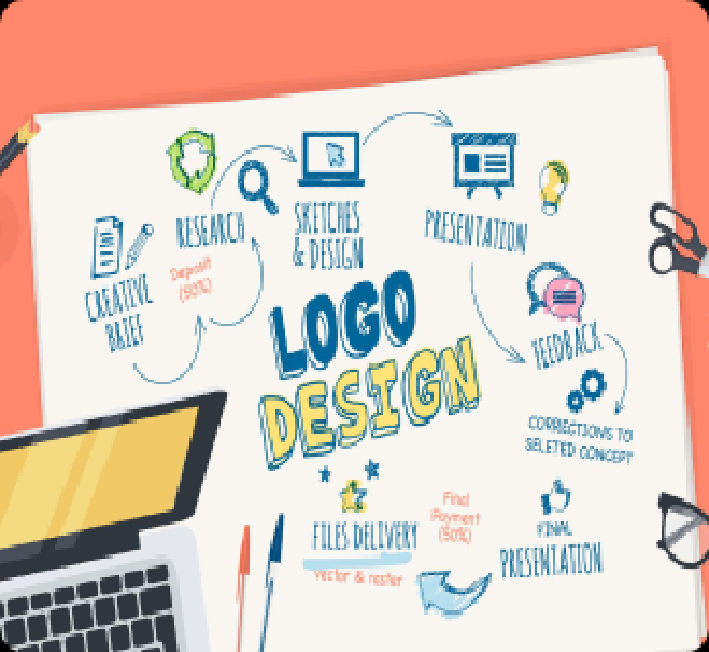 CREATIVE
BRIEF
Deposit
(50%)
RESEARCH
SKETCHES
& DESIGN
PRESENTATION
FEEDBACK
CORRECTIONS TO
SELETED CONCEPT
FINAL
PRESENTATION
Final
Payment
(50%)
FILES DELIVERY
vector & raster
LOGO
DESIGN